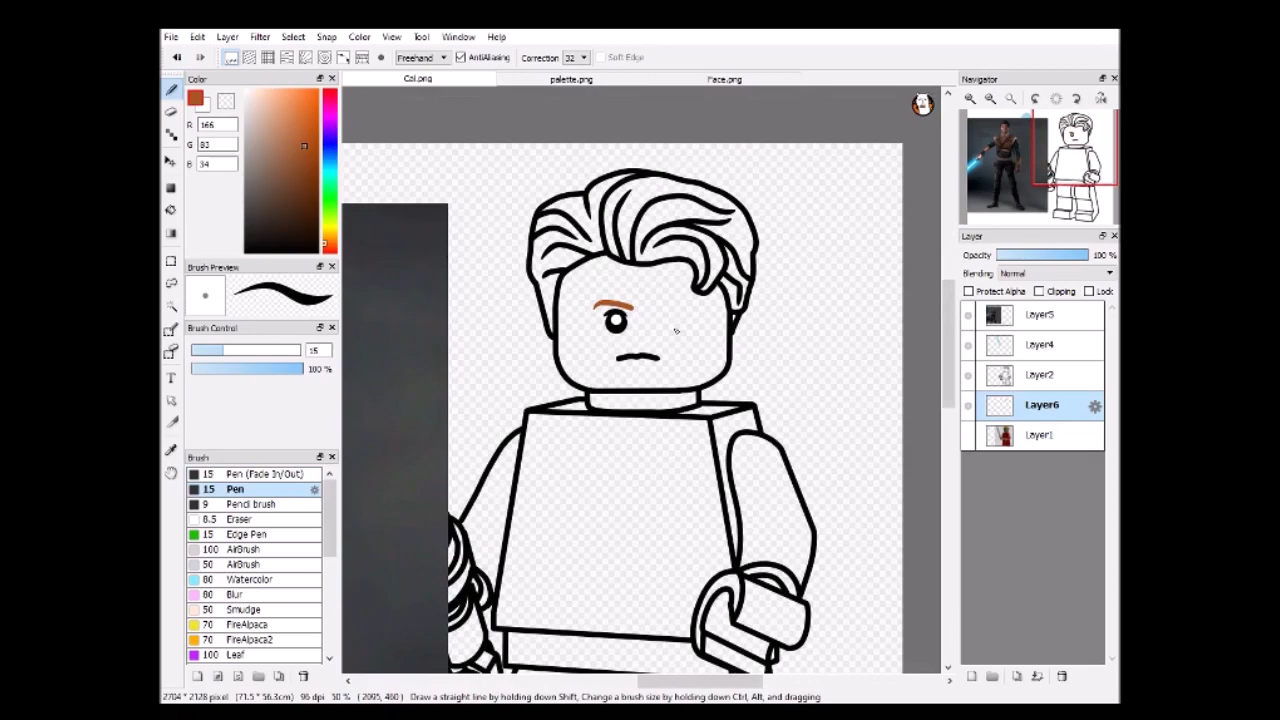 File Edit Layer Filter Select Snap Color View Tool Window Help
Freehand AntiAliasing Correction 32 Soft Edge
Color Cal.png palette.png Face.png Navigator
R 166
G 83
B 34
Layer
Opacity 100 %
Blending Normal
Protect Alpha Clipping Lock
Brush Preview
Layer5
Brush Control
Layer4
15
100 %
Layer2
Layer6
Layer1
Brush
15 Pen (Fade In/Out)
15 Pen
9 Pencil brush
8.5 Eraser
15 Edge Pen
100 AirBrush
50 AirBrush
80 Watercolor
80 Blur
50 Smudge
70 FireAlpaca
70 FireAlpaca2
100 Leaf
2704 * 2128 pixel (71.5 * 56.3cm) 96 dpi 50 % ( 2095, 460 ) Draw a straight line by holding down Shift, Change a brush size by holding down Ctrl, Alt, and dragging